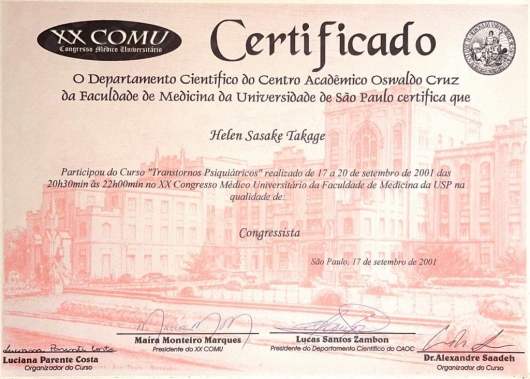 XX COMU
Congresso Médico Universitário
Certificado
O Departamento Científico do Centro Acadêmico Oswaldo Cruz
da Faculdade de Medicina da Universidade de São Paulo certifica que
Helen Sasake Takage
Participou do Curso "Transtornos Psiquiátricos" realizado de 17 a 20 de setembro de 2001 das
20h30min às 22h00min no XX Congresso Médico Universitário da Faculdade de Medicina da USP na
qualidade de:
Congressista
São Paulo, 17 de setembro de 2001
Luciana Parente Costa
Luciana Parente Costa
Organizador do Curso
Maíra Monteiro Marques
Presidente do XX COMU
Lucas Santos Zambon
Presidente do Departamento Científico do CAOC
Dr.Alexandre Saadeh
Organizador do Curso